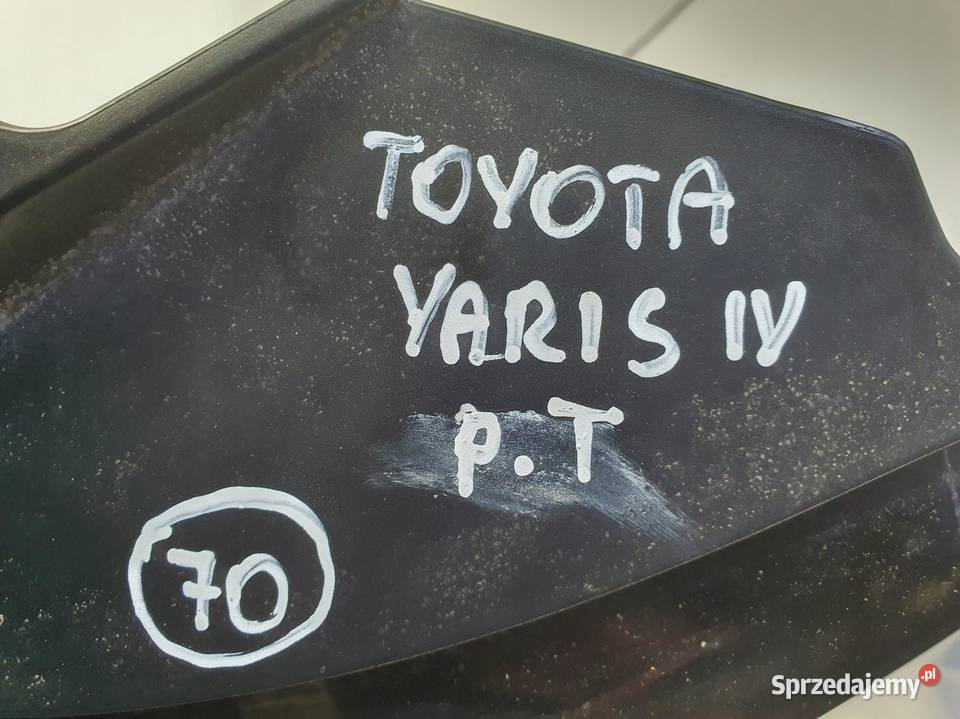 TOYOTA
YARIS IV
P.T
70
Sprzedajemy.pl